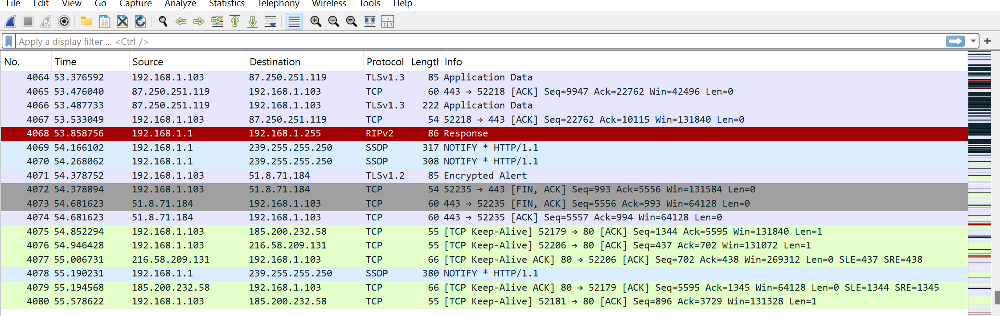 File Edit View Go Capture Analyze Statistics Telephony Wireless Tools Help
Apply a display filter ... <Ctrl-/>
No. Time Source Destination Protocol Length Info
4064 53.376592 192.168.1.103 87.250.251.119 TLSv1.3 85 Application Data
4065 53.476040 87.250.251.119 192.168.1.103 TCP 60 443 → 52218 [ACK] Seq=9947 Ack=22762 Win=42496 Len=0
4066 53.487733 87.250.251.119 192.168.1.103 TLSv1.3 222 Application Data
4067 53.533049 192.168.1.103 87.250.251.119 TCP 54 52218 → 443 [ACK] Seq=22762 Ack=10115 Win=131840 Len=0
4068 53.858756 192.168.1.1 192.168.1.255 RIPv2 86 Response
4069 54.166102 192.168.1.1 239.255.255.250 SSDP 317 NOTIFY * HTTP/1.1
4070 54.268062 192.168.1.1 239.255.255.250 SSDP 308 NOTIFY * HTTP/1.1
4071 54.378752 192.168.1.103 51.8.71.184 TLSv1.2 85 Encrypted Alert
4072 54.378894 192.168.1.103 51.8.71.184 TCP 54 52235 → 443 [FIN, ACK] Seq=993 Ack=5556 Win=131584 Len=0
4073 54.681623 51.8.71.184 192.168.1.103 TCP 60 443 → 52235 [FIN, ACK] Seq=5556 Ack=993 Win=64128 Len=0
4074 54.681623 51.8.71.184 192.168.1.103 TCP 60 443 → 52235 [ACK] Seq=5557 Ack=994 Win=64128 Len=0
4075 54.852294 192.168.1.103 185.200.232.58 TCP 55 [TCP Keep-Alive] 52179 → 80 [ACK] Seq=1344 Ack=5595 Win=131840 Len=1
4076 54.946428 192.168.1.103 216.58.209.131 TCP 55 [TCP Keep-Alive] 52206 → 80 [ACK] Seq=437 Ack=702 Win=131072 Len=1
4077 55.006731 216.58.209.131 192.168.1.103 TCP 66 [TCP Keep-Alive ACK] 80 → 52206 [ACK] Seq=702 Ack=438 Win=269312 Len=0 SLE=437 SRE=438
4078 55.190231 192.168.1.1 239.255.255.250 SSDP 380 NOTIFY * HTTP/1.1
4079 55.194568 185.200.232.58 192.168.1.103 TCP 66 [TCP Keep-Alive ACK] 80 → 52179 [ACK] Seq=5595 Ack=1345 Win=64128 Len=0 SLE=1344 SRE=1345
4080 55.578622 192.168.1.103 185.200.232.58 TCP 55 [TCP Keep-Alive] 52181 → 80 [ACK] Seq=896 Ack=3729 Win=131328 Len=1